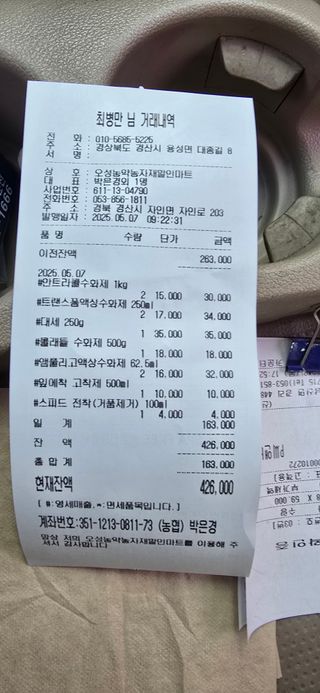 최병만 님 거래내역
전 화 : 010-5685-5225
주 소 : 경상북도 경산시 용성면 대종길 8
서 명 :
상 호 : 오성농약농자재할인마트
대 표 : 박은경외 1명
사업번호 : 611-13-04790
전화번호 : 053-856-1811
주 소 : 경북 경산시 자인면 자인로 203
발행일자 : 2025.05.07 09:22:31
품 명 수량 단가 금액
이전잔액 263.000
2025.05.07
#안트라콜수화제 1kg
2 15.000 30.000
#트랜스폼액상수화제 250ml
2 17.000 34.000
#대세 250g
1 35.000 35.000
#롤래들 수화제 500g
1 18.000 18.000
#앰풀리고액상수화제 62.5ml
2 16.000 32.000
#잎에착 고착제 500ml
1 10.000 10.000
#스피드 전착(거품제거) 100ml
1 4.000 4.000
일 계 163.000
잔 액 426.000
총 합 계 163.000
현재잔액 426.000
[ #:영세매출,*:면세품목입니다.]
계좌번호:351-1213-0811-73 (농협) 박은경
항상 저희 오성농약농자재할인마트를 이용해 주
셔서 감사합니다